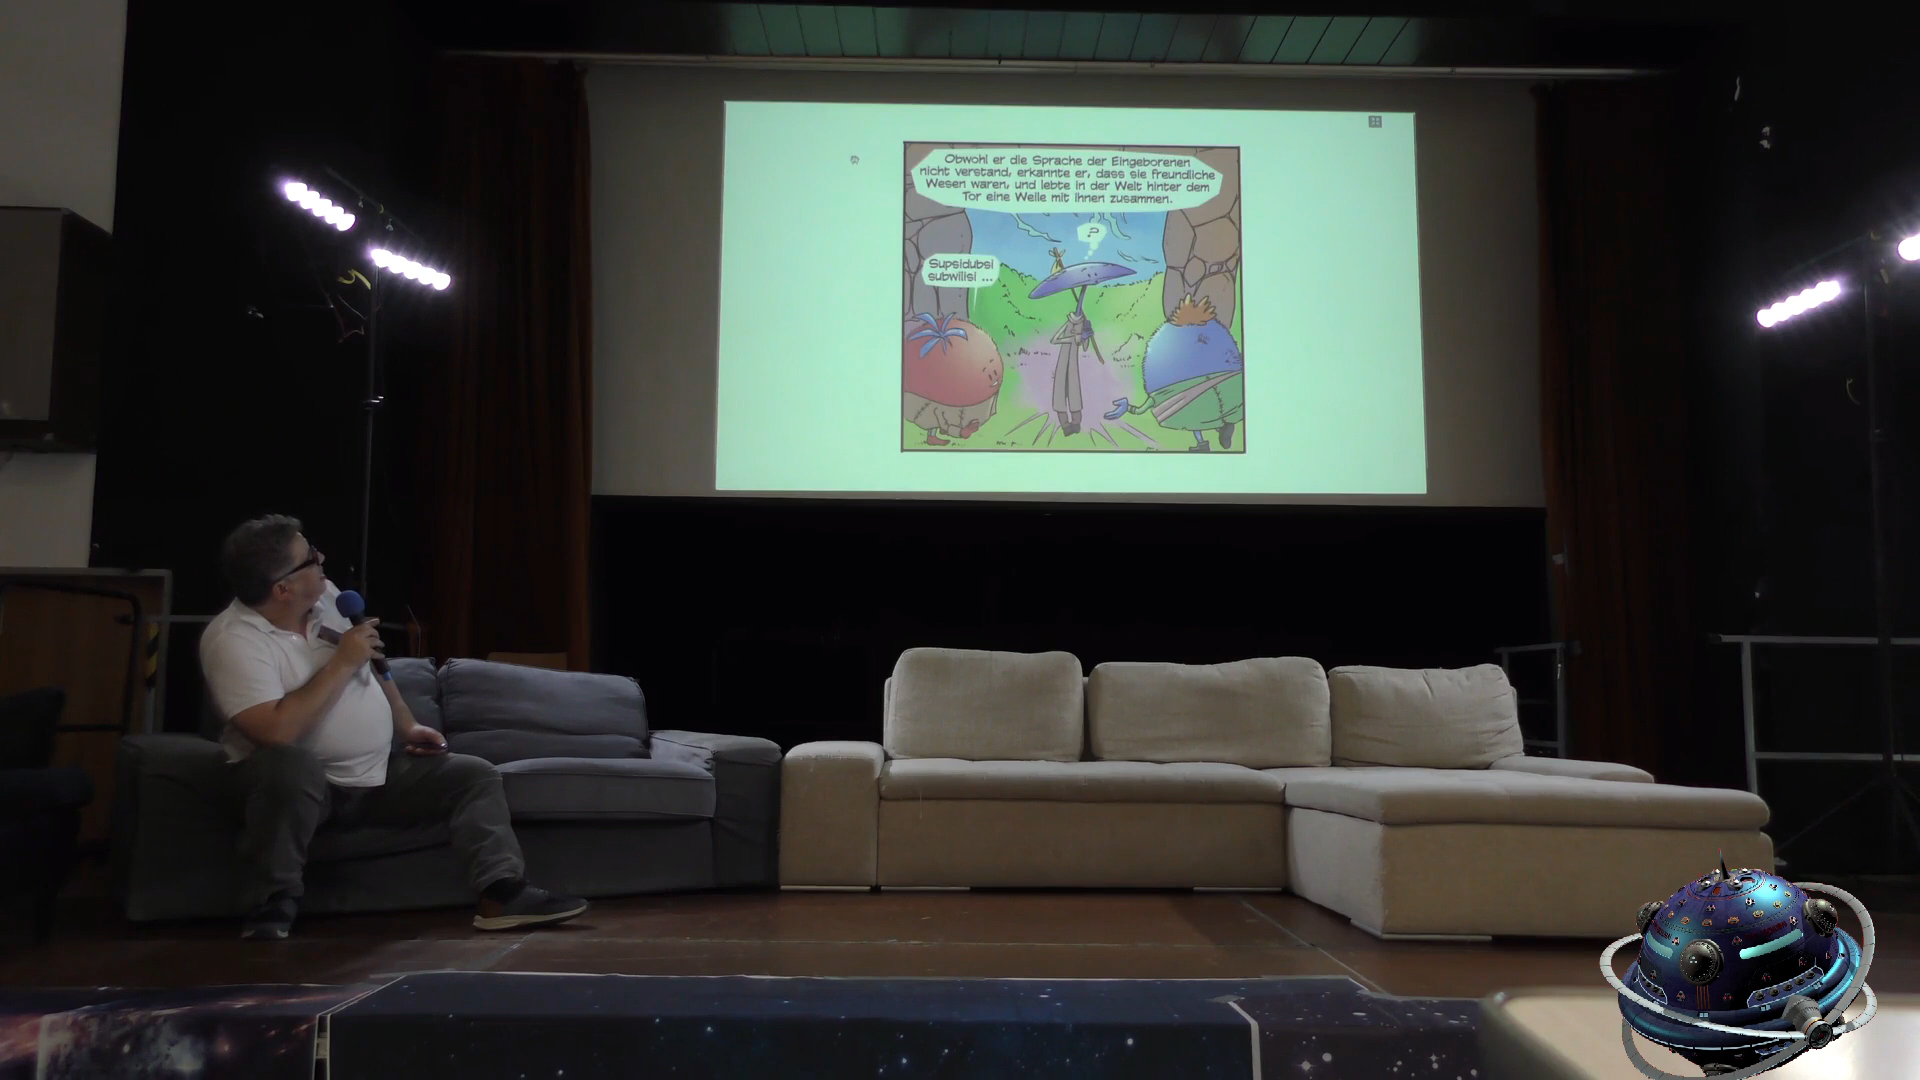 Obwohl er die Sprache der Eingeborenen
nicht verstand, erkannte er, dass sie freundliche
Wesen waren, und lebte in der Welt hinter dem
Tor eine Weile mit ihnen zusammen.
?
Supsidubsi
subwilisi ...